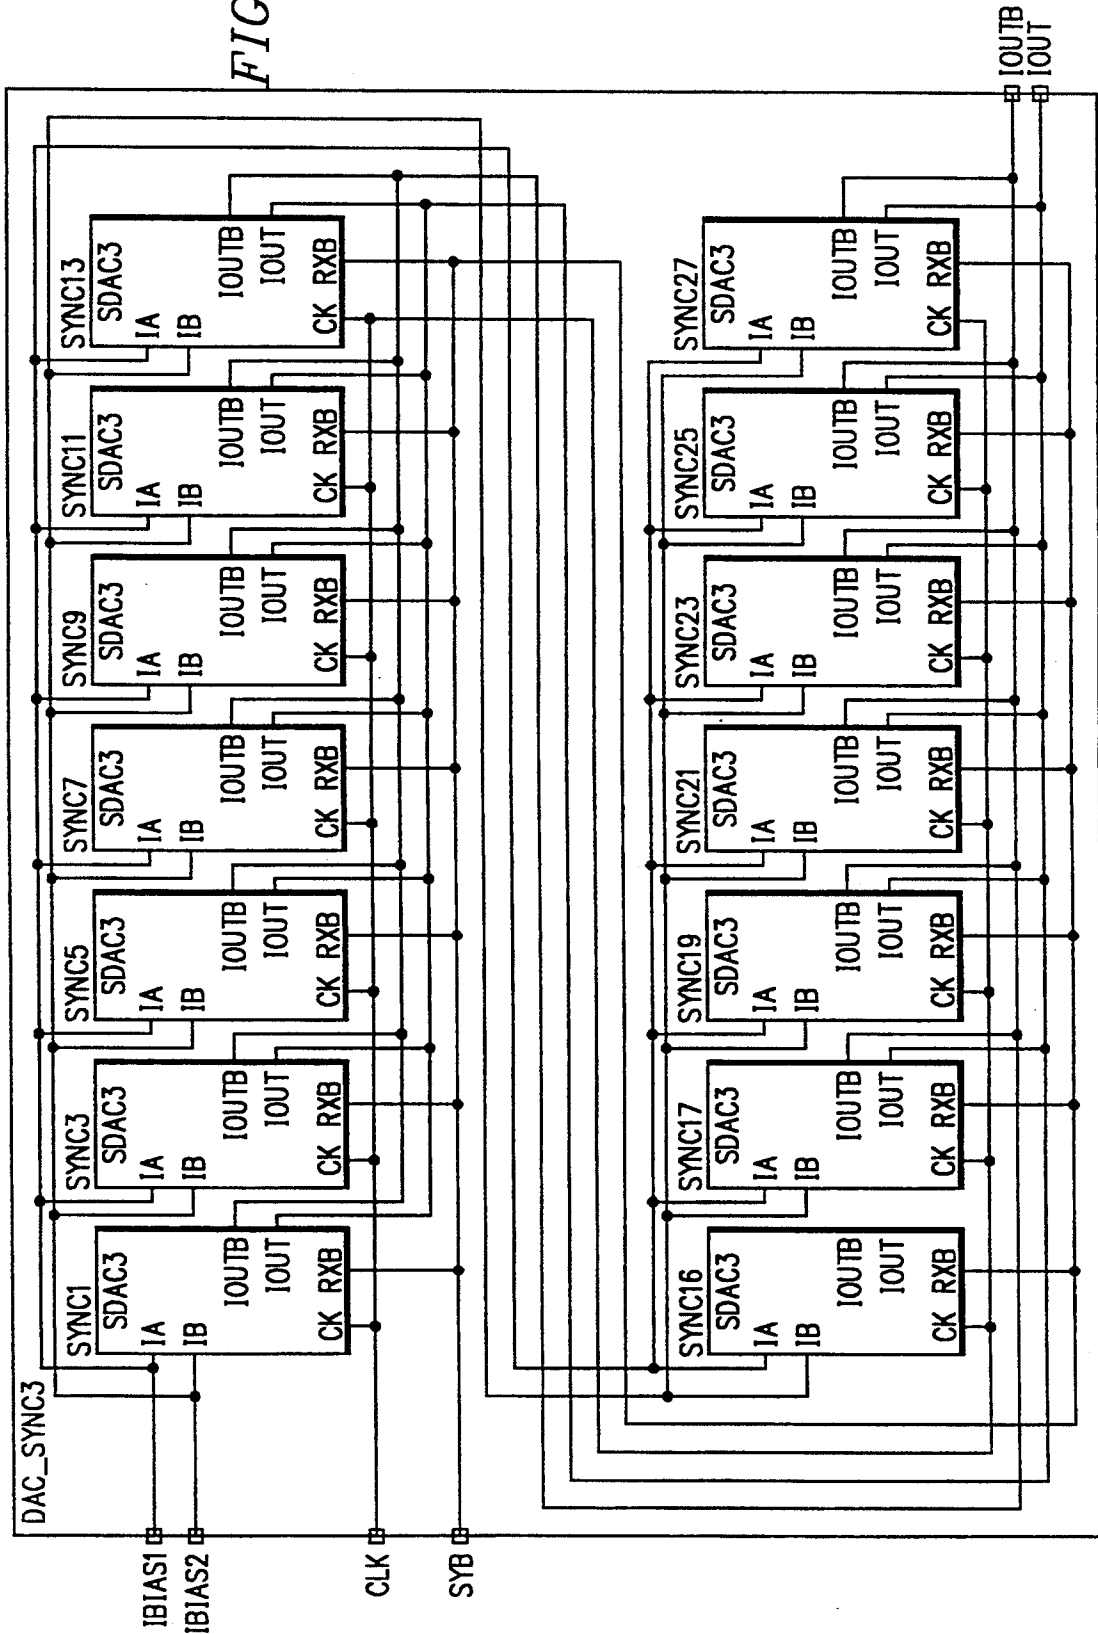 FIG
DAC_SYNC3
IBIAS1
IBIAS2
CLK
SYB
IOUTB
IOUT
SYNC1
SDAC3
IA
IB
IOUTB
IOUT
CK RXB
SYNC3
SDAC3
IA
IB
IOUTB
IOUT
CK RXB
SYNC5
SDAC3
IA
IB
IOUTB
IOUT
CK RXB
SYNC7
SDAC3
IA
IB
IOUTB
IOUT
CK RXB
SYNC9
SDAC3
IA
IB
IOUTB
IOUT
CK RXB
SYNC11
SDAC3
IA
IB
IOUTB
IOUT
CK RXB
SYNC13
SDAC3
IA
IB
IOUTB
IOUT
CK RXB
SYNC16
SDAC3
IA
IB
IOUTB
IOUT
CK RXB
SYNC17
SDAC3
IA
IB
IOUTB
IOUT
CK RXB
SYNC19
SDAC3
IA
IB
IOUTB
IOUT
CK RXB
SYNC21
SDAC3
IA
IB
IOUTB
IOUT
CK RXB
SYNC23
SDAC3
IA
IB
IOUTB
IOUT
CK RXB
SYNC25
SDAC3
IA
IB
IOUTB
IOUT
CK RXB
SYNC27
SDAC3
IA
IB
IOUTB
IOUT
CK RXB